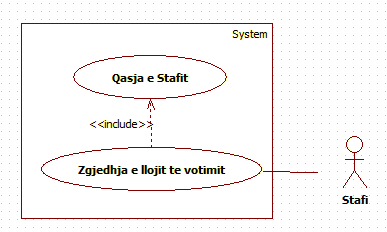 System
Qasja e Stafit
<<include>>
Zgjedhja e llojit te votimit
Stafi